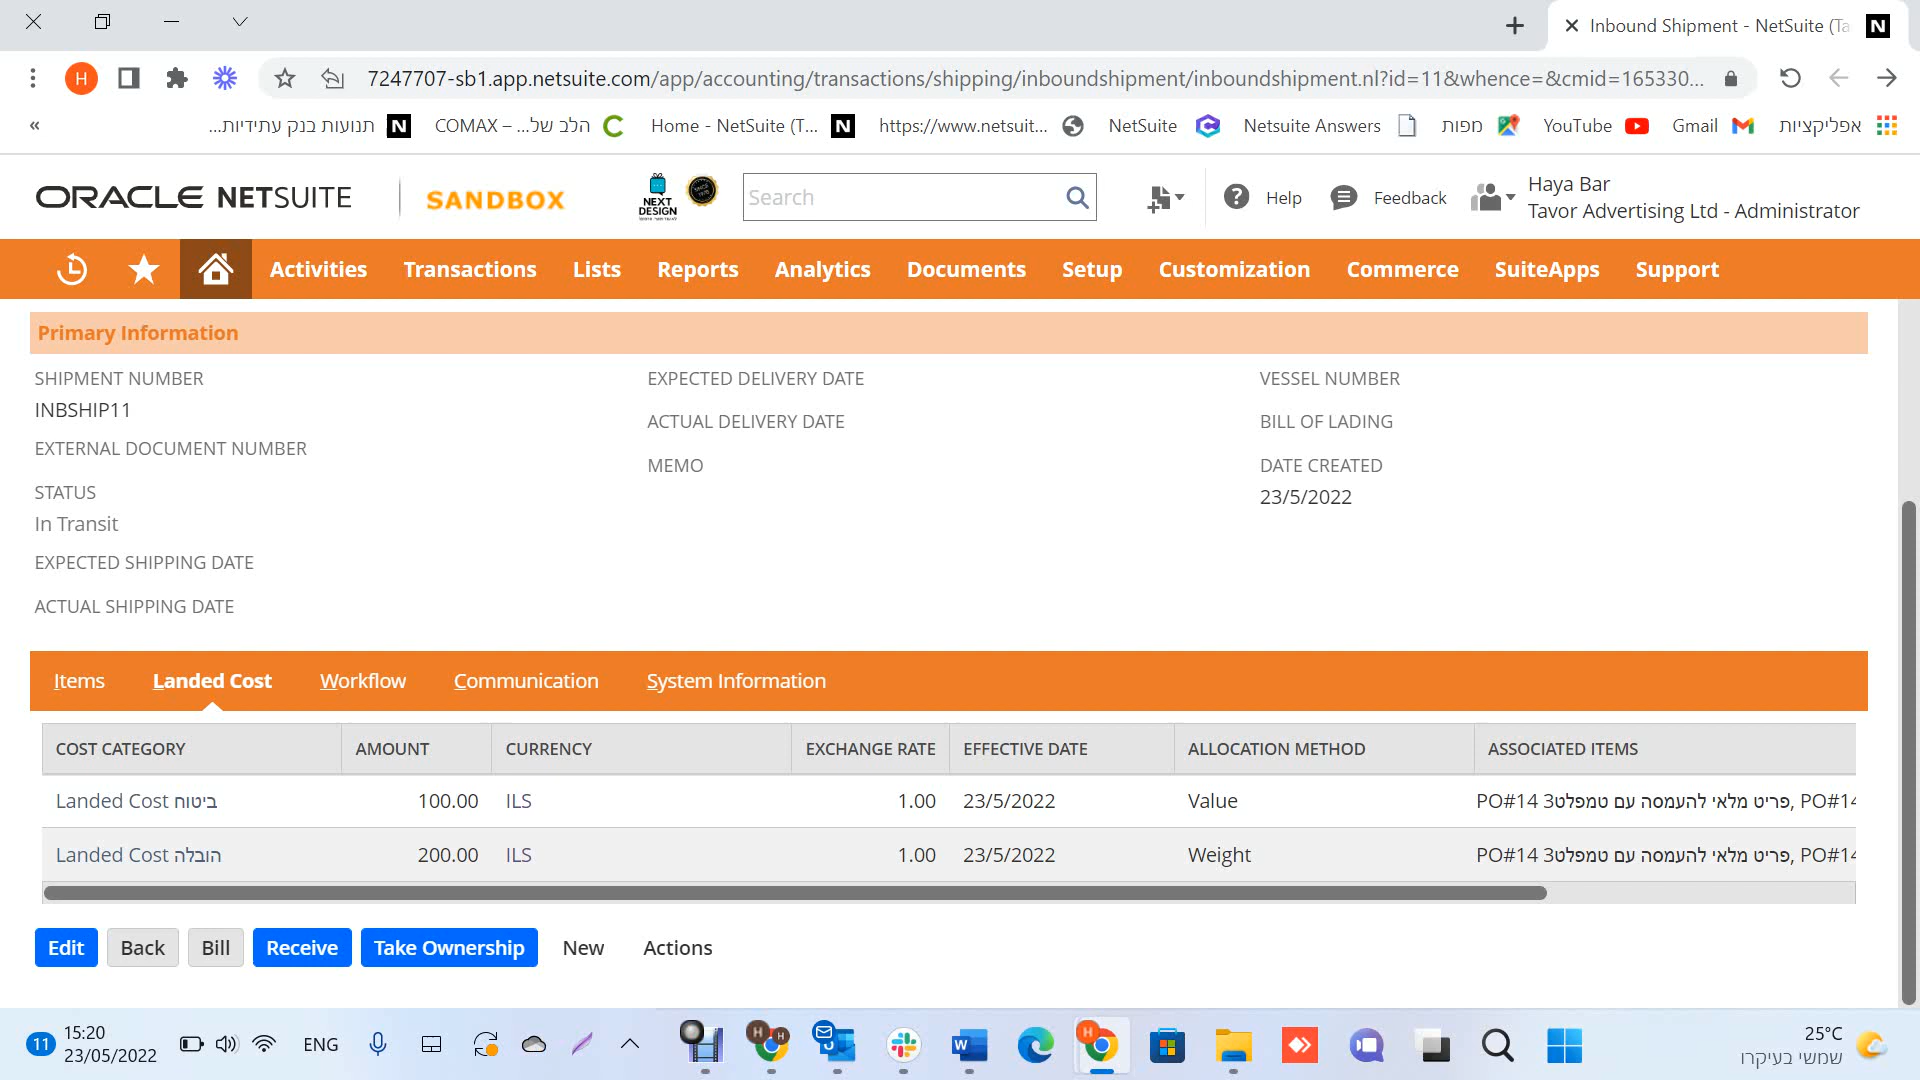 Inbound Shipment - NetSuite (Ta
N
H
7247707-sb1.app.netsuite.com/app/accounting/transactions/shipping/inboundshipment/inboundshipment.nl?id=11&whence=&cmid=165330...
«
תנועות בנק עתידיות...
COMAX – הלב של...
Home - NetSuite (T...
https://www.netsuit...
NetSuite
Netsuite Answers
מפות
YouTube
Gmail
אפליקציות
ORACLE NETSUITE
SANDBOX
NEXT
DESIGN
Search
Help
Feedback
Haya Bar
Tavor Advertising Ltd - Administrator
Activities Transactions Lists Reports Analytics Documents Setup Customization Commerce SuiteApps Support
Primary Information
SHIPMENT NUMBER
INBSHIP11
EXTERNAL DOCUMENT NUMBER
STATUS
In Transit
EXPECTED SHIPPING DATE
ACTUAL SHIPPING DATE
EXPECTED DELIVERY DATE
ACTUAL DELIVERY DATE
MEMO
VESSEL NUMBER
BILL OF LADING
DATE CREATED
23/5/2022
Items Landed Cost Workflow Communication System Information
COST CATEGORY AMOUNT CURRENCY EXCHANGE RATE EFFECTIVE DATE ALLOCATION METHOD ASSOCIATED ITEMS
Landed Cost ביטוח 100.00 ILS 1.00 23/5/2022 Value PO#14 פריט מלאי להעמסה עם טמפלט3, PO#14
Landed Cost הובלה 200.00 ILS 1.00 23/5/2022 Weight PO#14 פריט מלאי להעמסה עם טמפלט3, PO#14
Edit Back Bill Receive Take Ownership New Actions
11
15:20
23/05/2022
ENG
25°C
שמשי בעיקרו